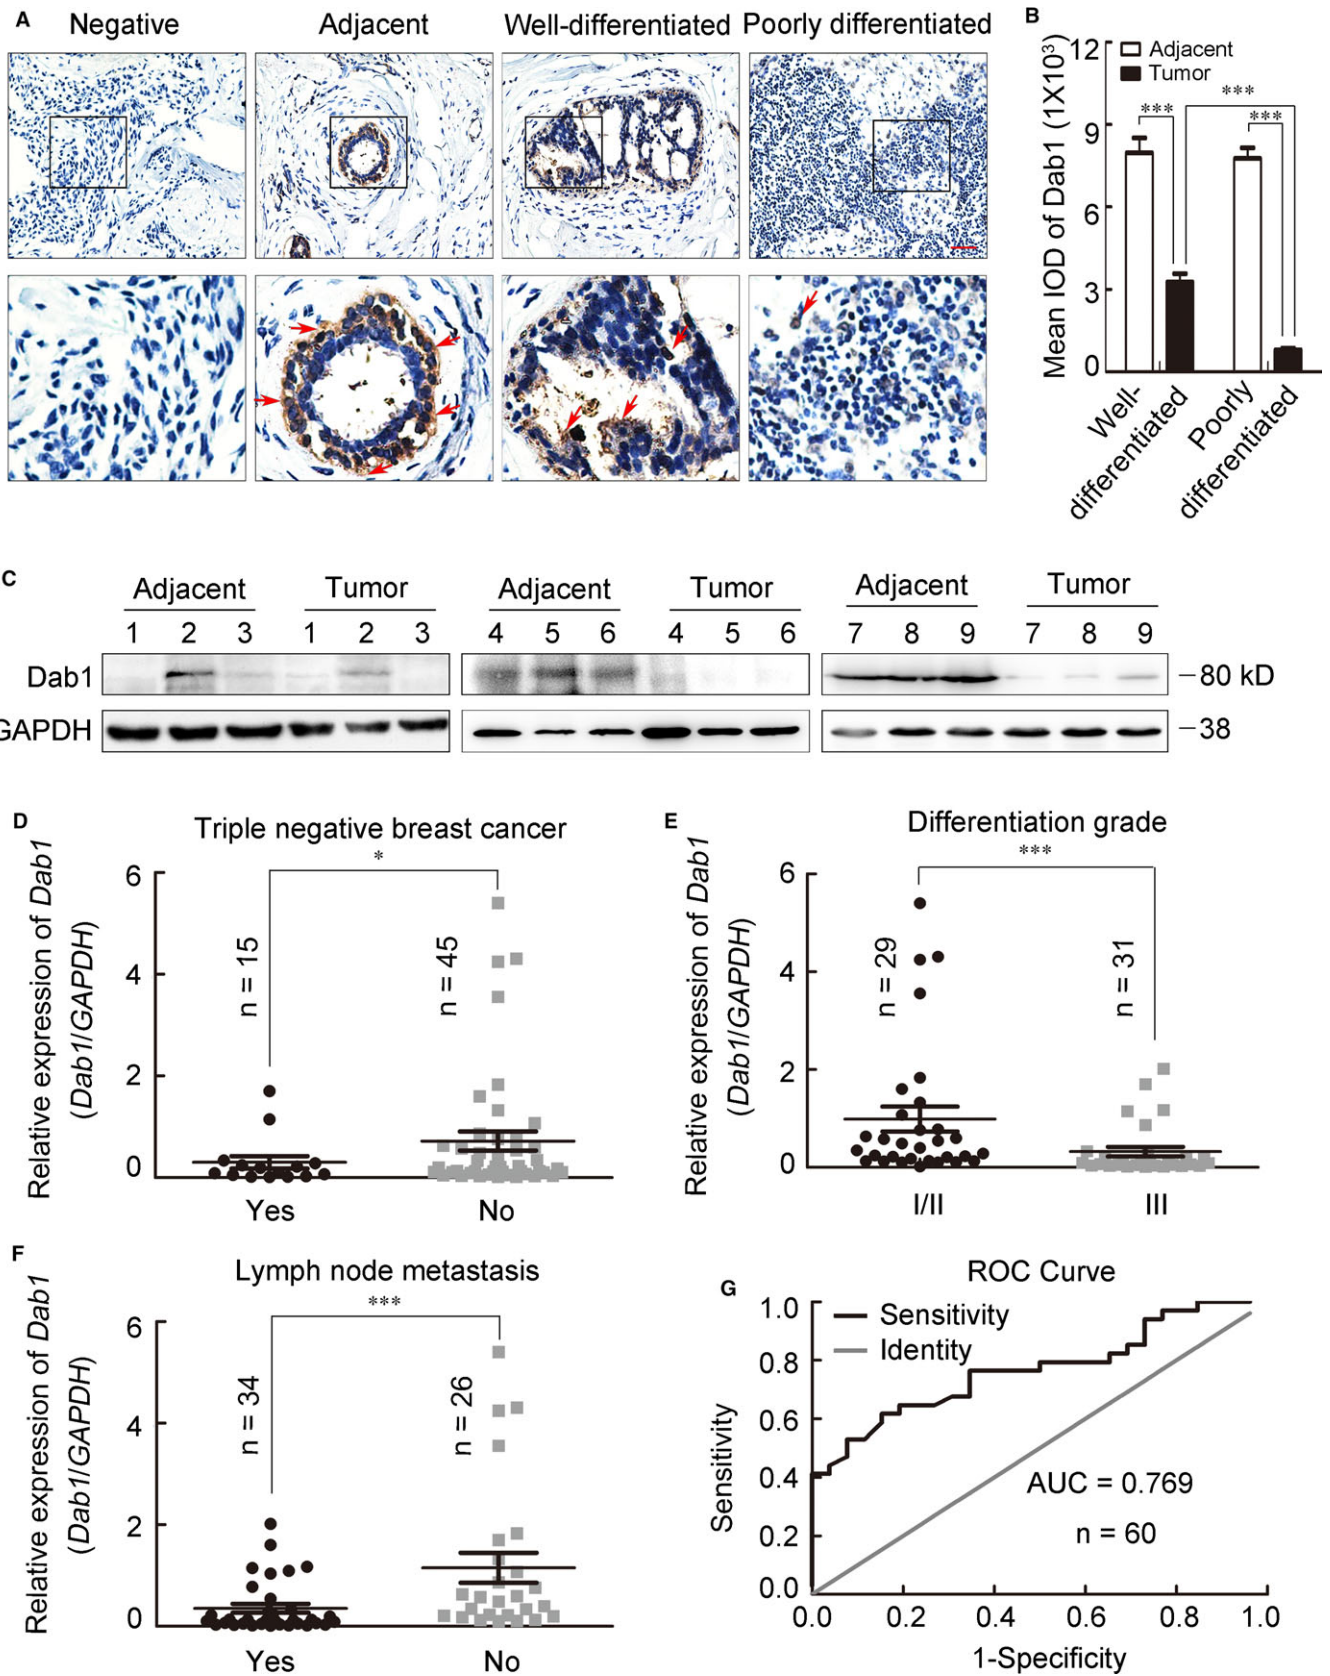 A
Negative
Adjacent
Well-differentiated
Poorly differentiated
B
Mean IOD of Dab1 (1X10³)
12
9
6
3
0
Adjacent
Tumor
***
***
***
Well-
differentiated
Poorly
differentiated
C
Adjacent
Tumor
Adjacent
Tumor
Adjacent
Tumor
1 2 3 1 2 3 4 5 6 4 5 6 7 8 9 7 8 9
Dab1
80 kD
GAPDH
38
D
Triple negative breast cancer
*
Relative expression of Dab1
(Dab1/GAPDH)
6
4
2
0
n = 15
n = 45
Yes
No
E
Differentiation grade
***
Relative expression of Dab1
(Dab1/GAPDH)
6
4
2
0
n = 29
n = 31
I/II
III
F
Lymph node metastasis
***
Relative expression of Dab1
(Dab1/GAPDH)
6
4
2
0
n = 34
n = 26
Yes
No
G
ROC Curve
Sensitivity
Identity
Sensitivity
1.0
0.8
0.6
0.4
0.2
0.0
AUC = 0.769
n = 60
0.0 0.2 0.4 0.6 0.8 1.0
1-Specificity